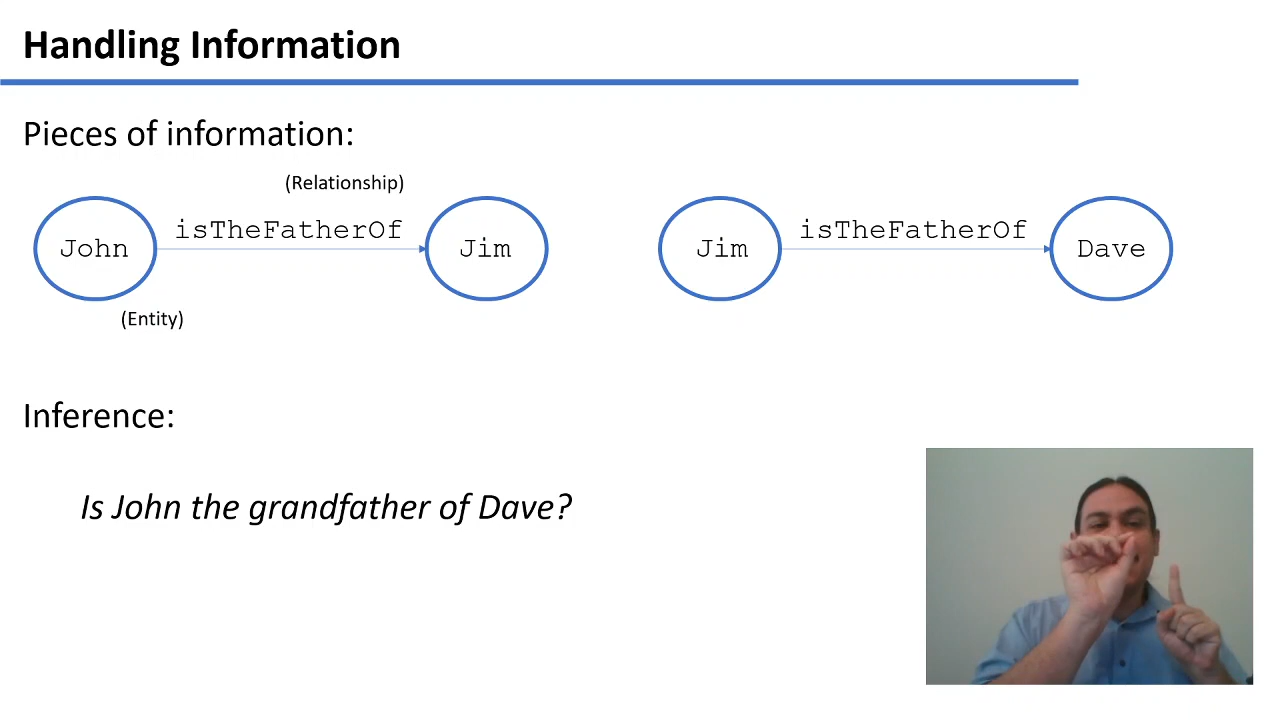 Handling Information
Pieces of information:
(Relationship)
John isTheFatherOf Jim
Jim isTheFatherOf Dave
(Entity)
Inference:
Is John the grandfather of Dave?